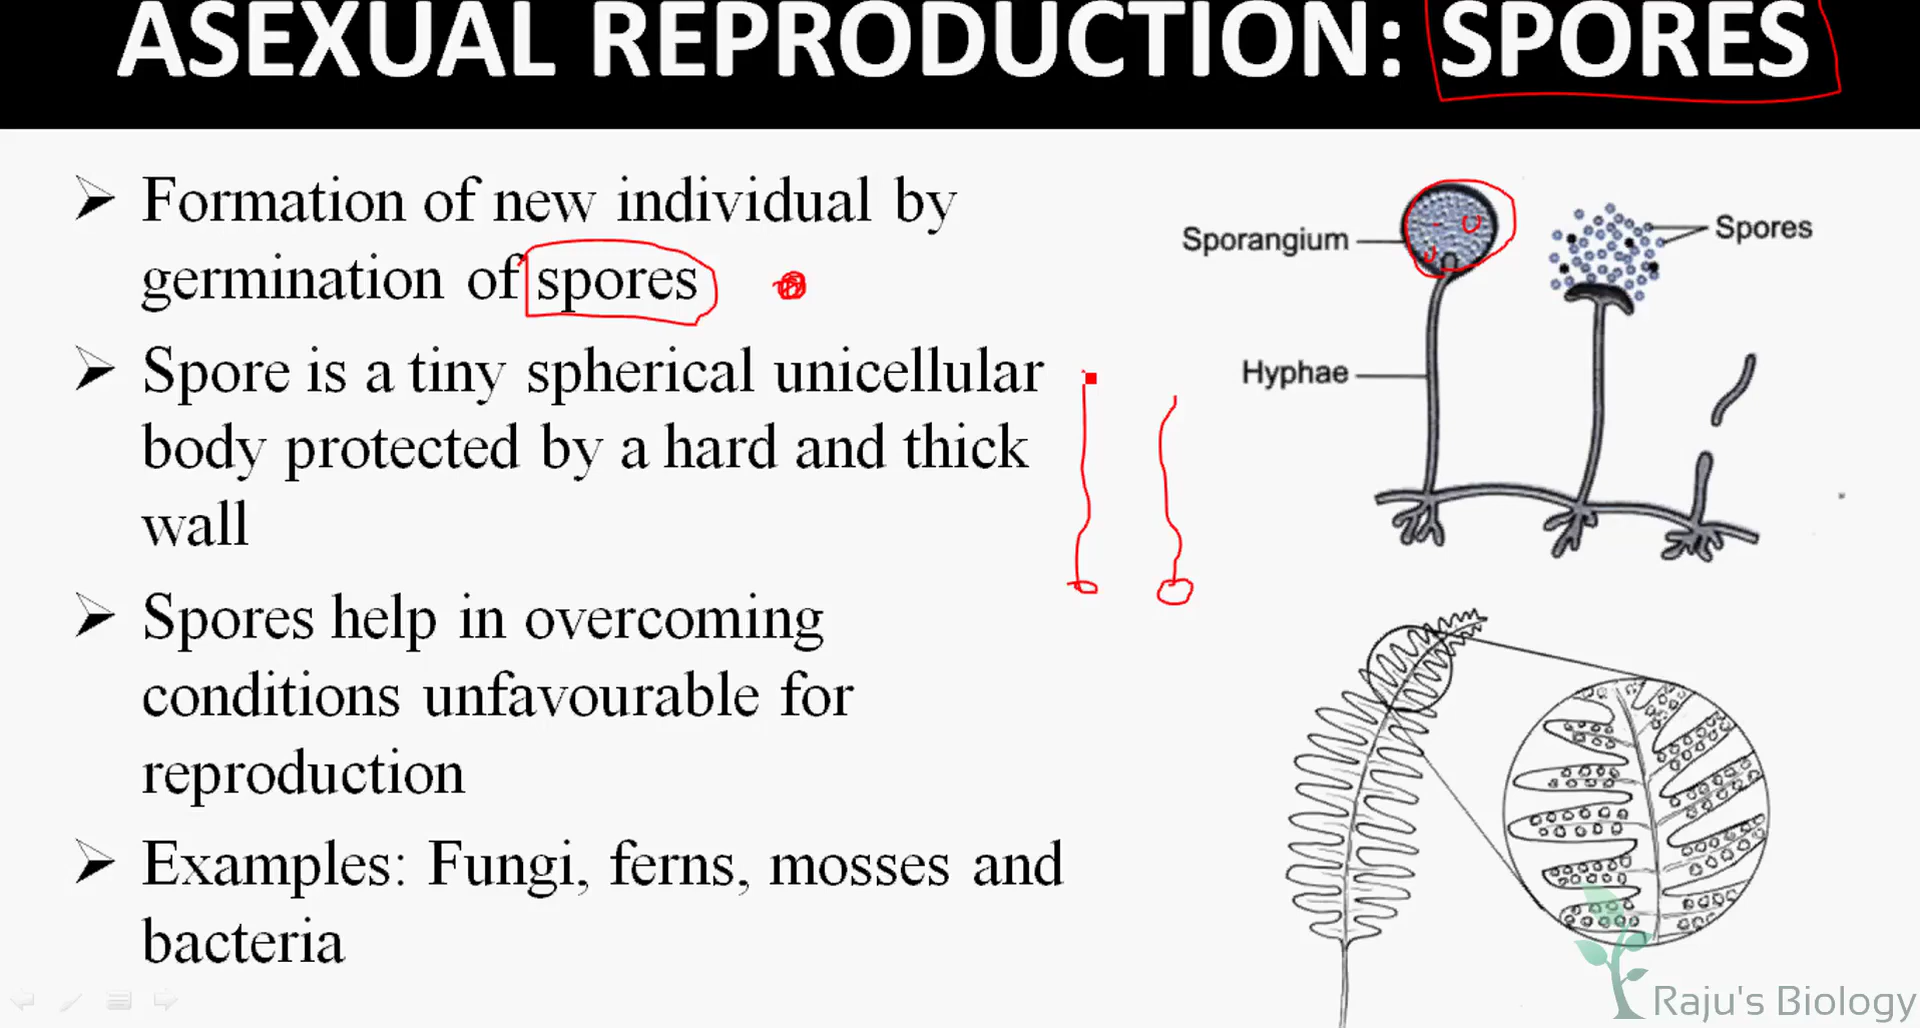 ASEXUAL REPRODUCTION: SPORES
Formation of new individual by
germination of spores
Spore is a tiny spherical unicellular
body protected by a hard and thick
wall
Spores help in overcoming
conditions unfavourable for
reproduction
Examples: Fungi, ferns, mosses and
bacteria
Sporangium
Spores
Hyphae
Raju's Biology